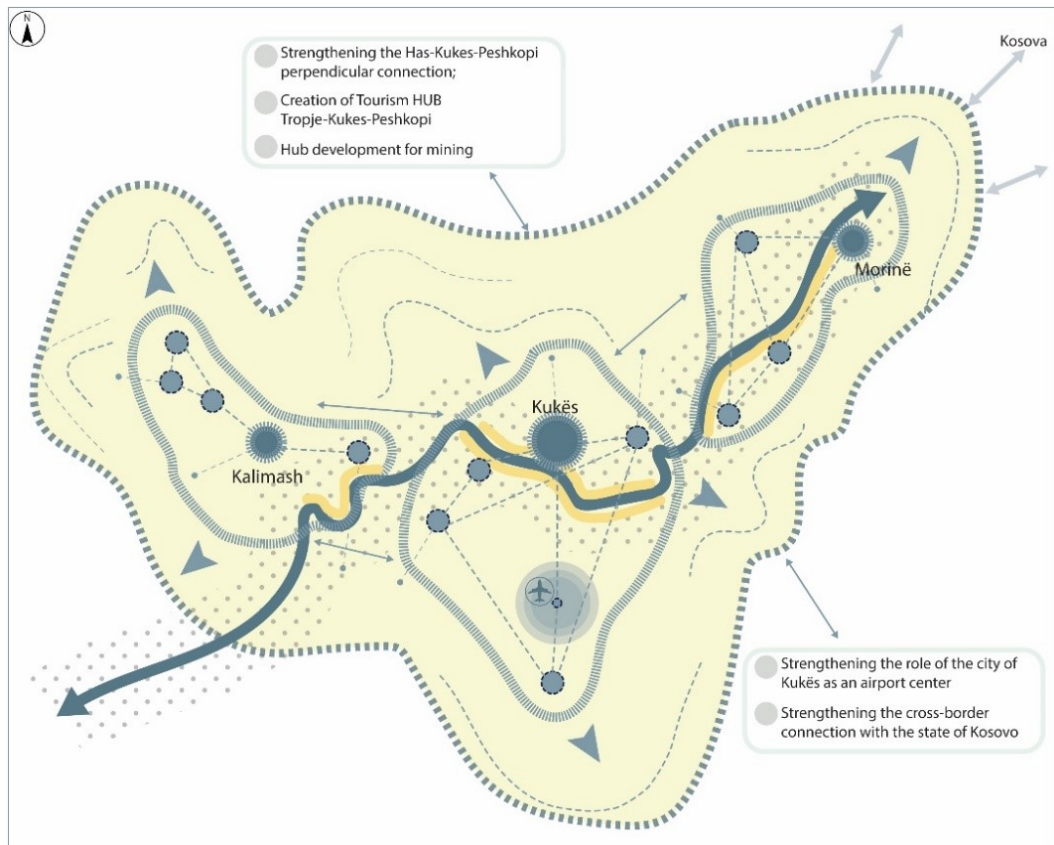 N
Kosova
Strengthening the Has-Kukes-Peshkopi
perpendicular connection;
Creation of Tourism HUB
Tropje-Kukes-Peshkopi
Hub development for mining
Morinë
Kukës
Kalimash
Strengthening the role of the city of
Kukës as an airport center
Strengthening the cross-border
connection with the state of Kosovo